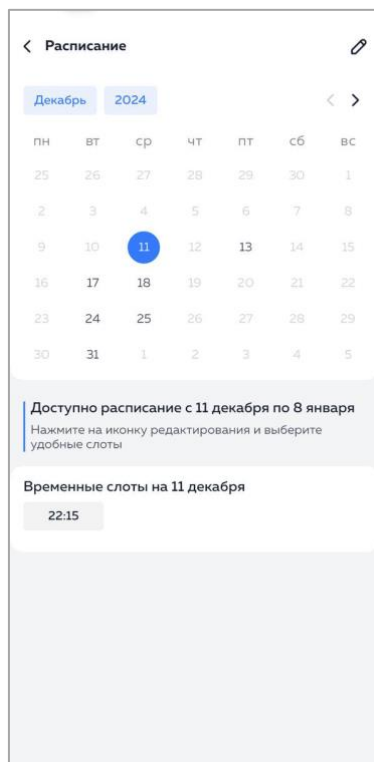 Расписание
Декабрь 2024
пн вт ср чт пт сб вс
25 26 27 28 29 30 1
2 3 4 5 6 7 8
9 10 11 12 13 14 15
16 17 18 19 20 21 22
23 24 25 26 27 28 29
30 31 1 2 3 4 5
Доступно расписание с 11 декабря по 8 января
Нажмите на иконку редактирования и выберите
удобные слоты
Временные слоты на 11 декабря
22:15